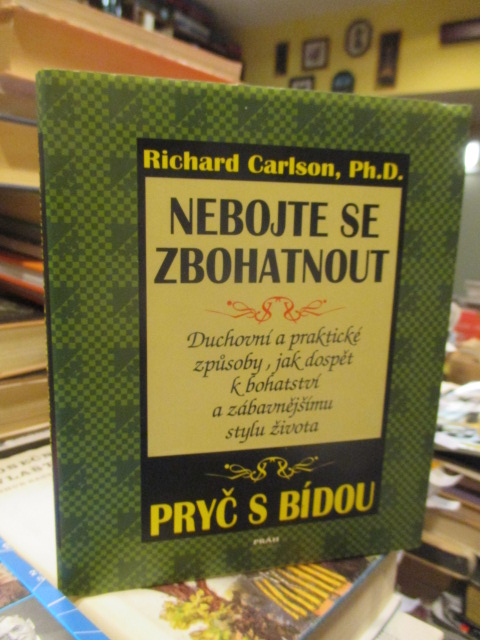 Richard Carlson, Ph.D.
NEBOJTE SE
ZBOHATNOUT
Duchovní a praktické
způsoby, jak dospět
k bohatství
a zábavnějšímu
stylu života
PRYČ S BÍDOU
PRÁH